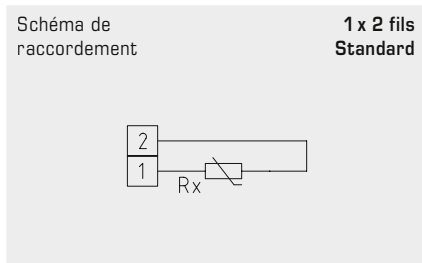 Schéma de
raccordement
1 x 2 fils
Standard
2
1
Rx